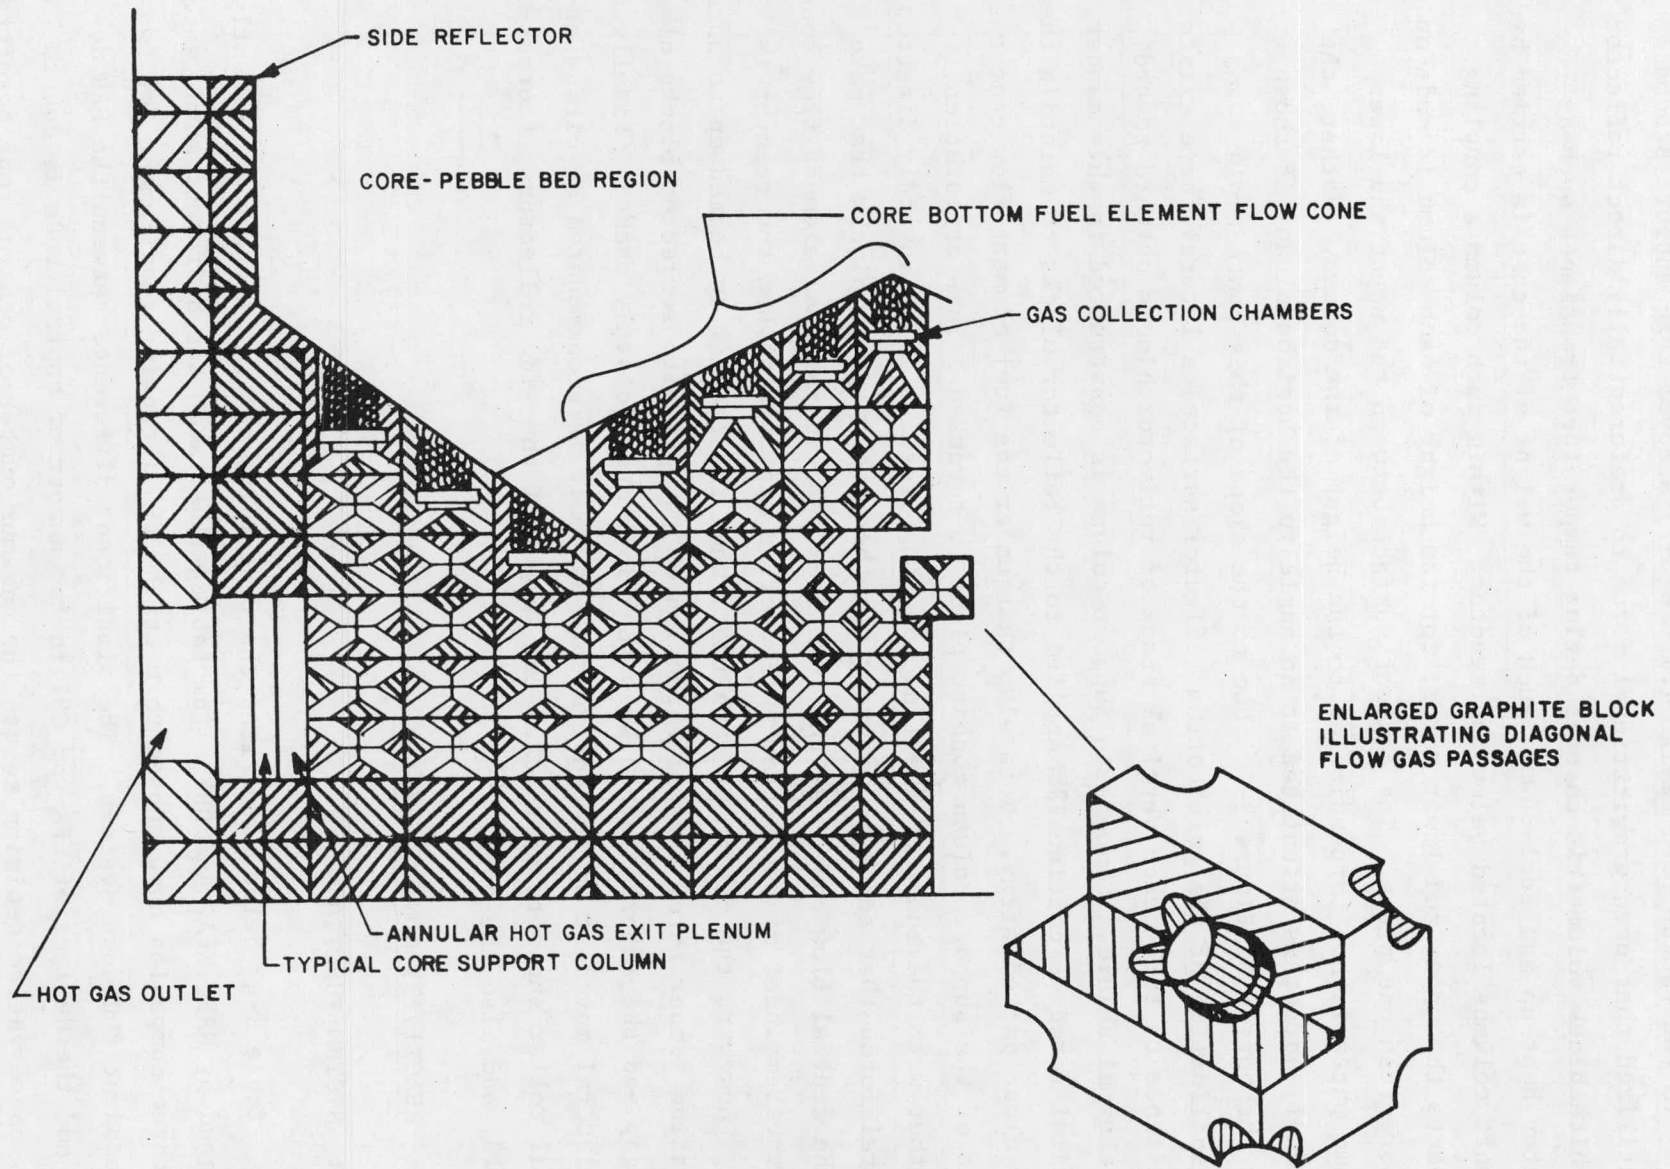 SIDE REFLECTOR
CORE-PEBBLE BED REGION
CORE BOTTOM FUEL ELEMENT FLOW CONE
GAS COLLECTION CHAMBERS
ENLARGED GRAPHITE BLOCK
ILLUSTRATING DIAGONAL
FLOW GAS PASSAGES
ANNULAR HOT GAS EXIT PLENUM
TYPICAL CORE SUPPORT COLUMN
HOT GAS OUTLET